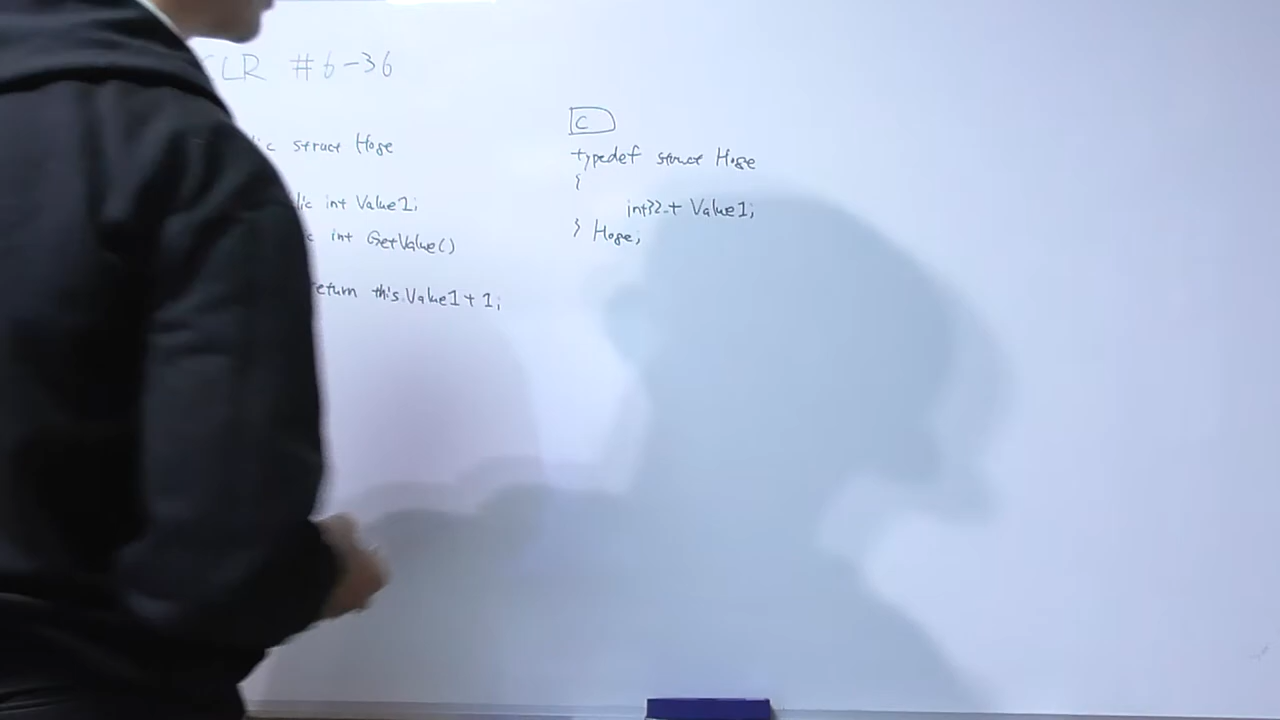 CLR #6-36
struct Hoge
int Value1;
int GetValue()
return this.Value1 + 1;
C
typedef struct Hoge
{
int32_t Value1;
} Hoge;